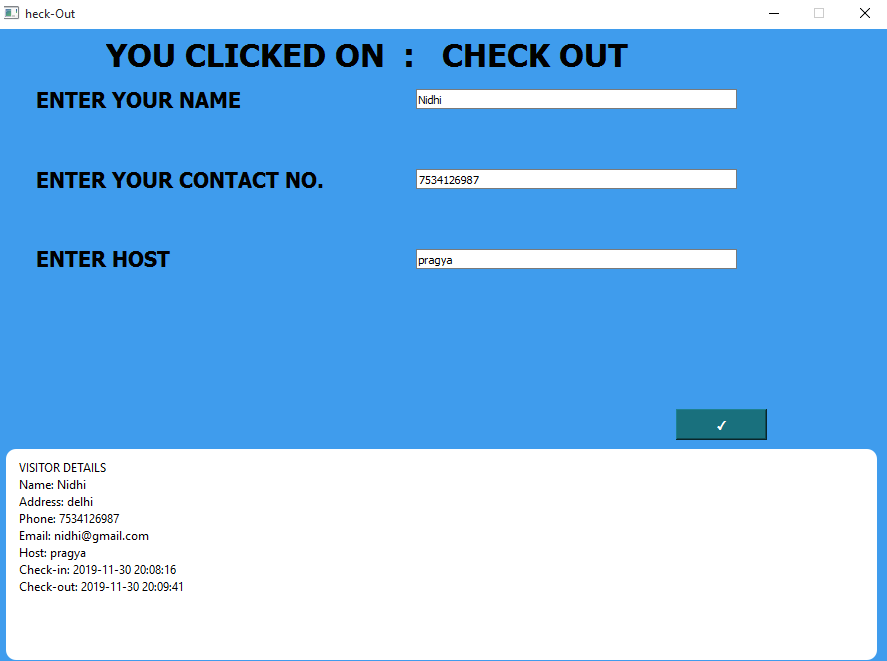 heck-Out
YOU CLICKED ON : CHECK OUT
ENTER YOUR NAME
Nidhi
ENTER YOUR CONTACT NO.
7534126987
ENTER HOST
pragya
✓
VISITOR DETAILS
Name: Nidhi
Address: delhi
Phone: 7534126987
Email: nidhi@gmail.com
Host: pragya
Check-in: 2019-11-30 20:08:16
Check-out: 2019-11-30 20:09:41